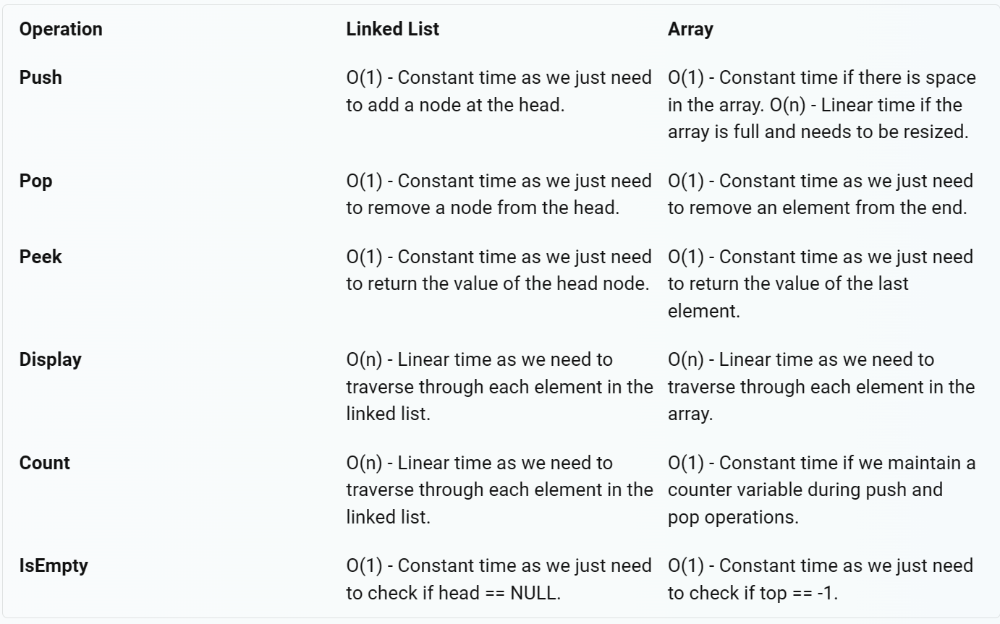 Operation Linked List Array
Push O(1) - Constant time as we just need O(1) - Constant time if there is space
to add a node at the head. in the array. O(n) - Linear time if the
array is full and needs to be resized.
Pop O(1) - Constant time as we just need O(1) - Constant time as we just need
to remove a node from the head. to remove an element from the end.
Peek O(1) - Constant time as we just need O(1) - Constant time as we just need
to return the value of the head node. to return the value of the last
element.
Display O(n) - Linear time as we need to O(n) - Linear time as we need to
traverse through each element in the traverse through each element in the
linked list. array.
Count O(n) - Linear time as we need to O(1) - Constant time if we maintain a
traverse through each element in the counter variable during push and
linked list. pop operations.
IsEmpty O(1) - Constant time as we just need O(1) - Constant time as we just need
to check if head == NULL. to check if top == -1.